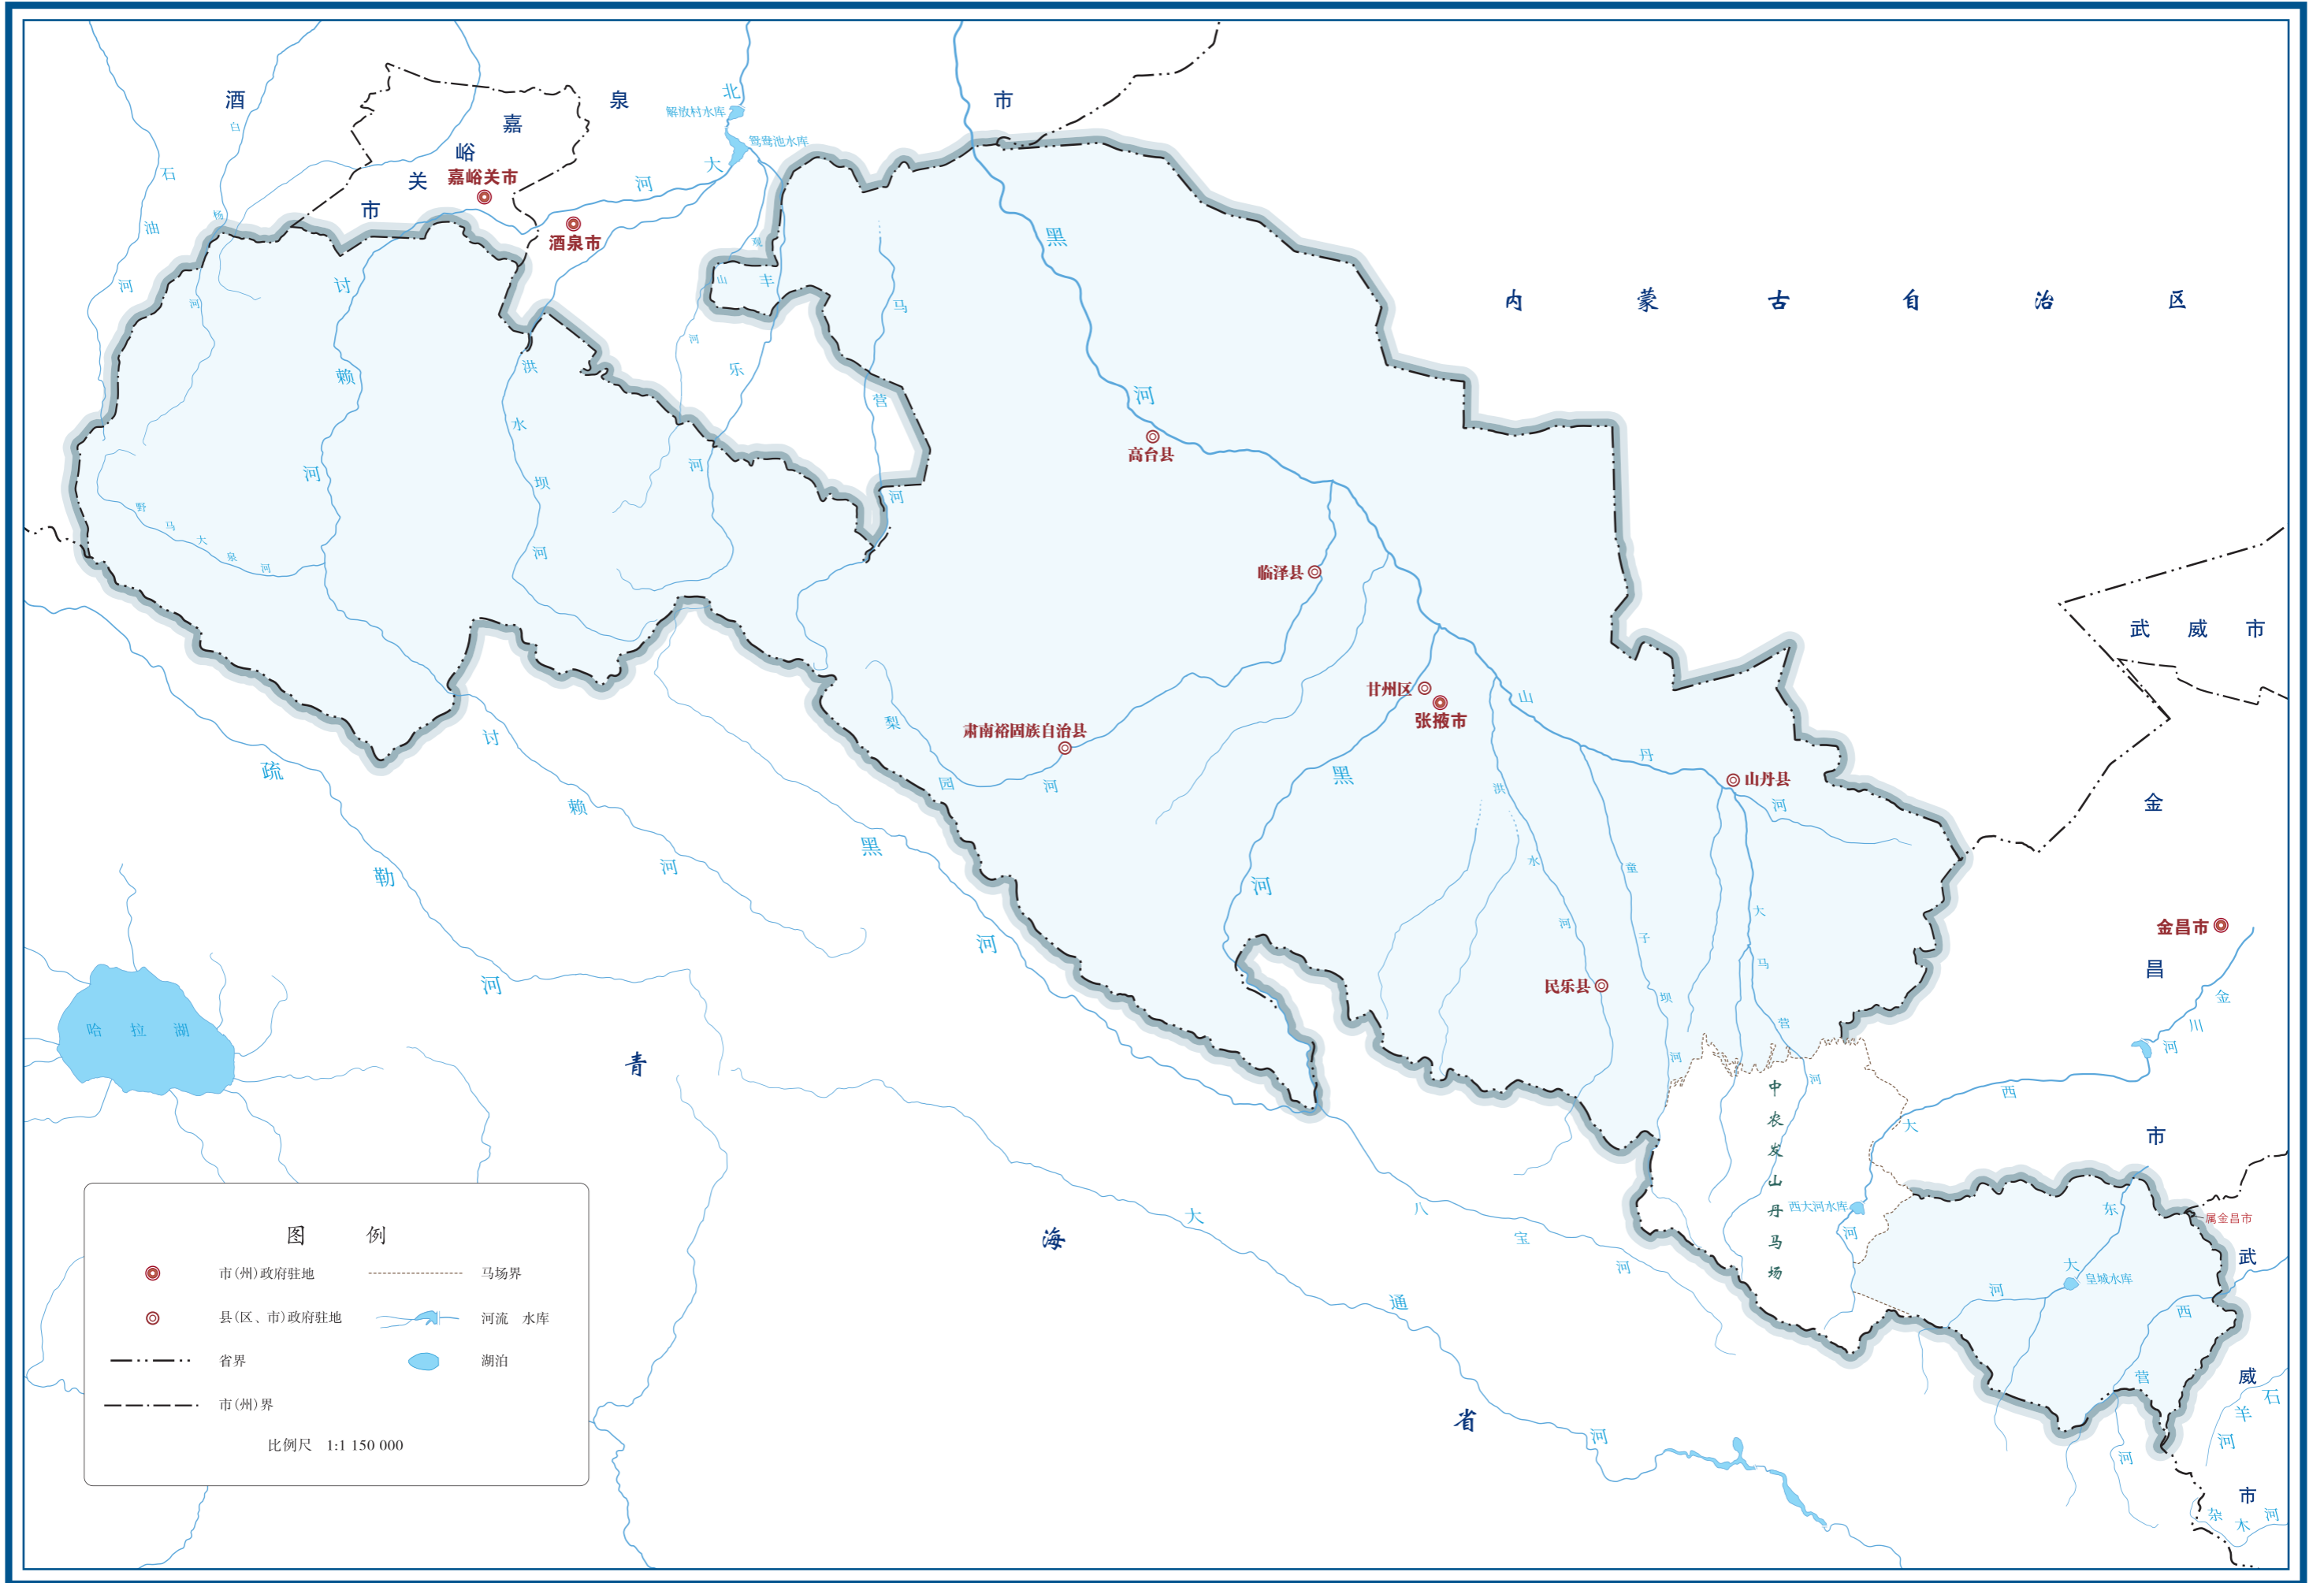 酒泉市
嘉峪关市
嘉峪关市
酒泉市
内蒙古自治区
北大河
解放村水库
鸳鸯池水库
白杨河
石油河
讨赖河
洪水坝河
观山河
丰乐河
马营河
黑河
野马大泉河
高台县
临泽县
甘州区
张掖市
肃南裕固族自治县
梨园河
山丹河
山丹县
黑河
洪水河
童子坝河
大马营河
民乐县
武威市
金昌市
金昌市
金川河
疏勒河
讨赖河
黑河
哈拉湖
青海省
中农发山丹马场
西大河
西大河水库
八宝河
大通河
东大河
皇城水库
属金昌市
西营河
武威市
石羊河
杂木河
图例
市(州)政府驻地
马场界
县(区、市)政府驻地
河流 水库
省界
湖泊
市(州)界
比例尺 1:1 150 000